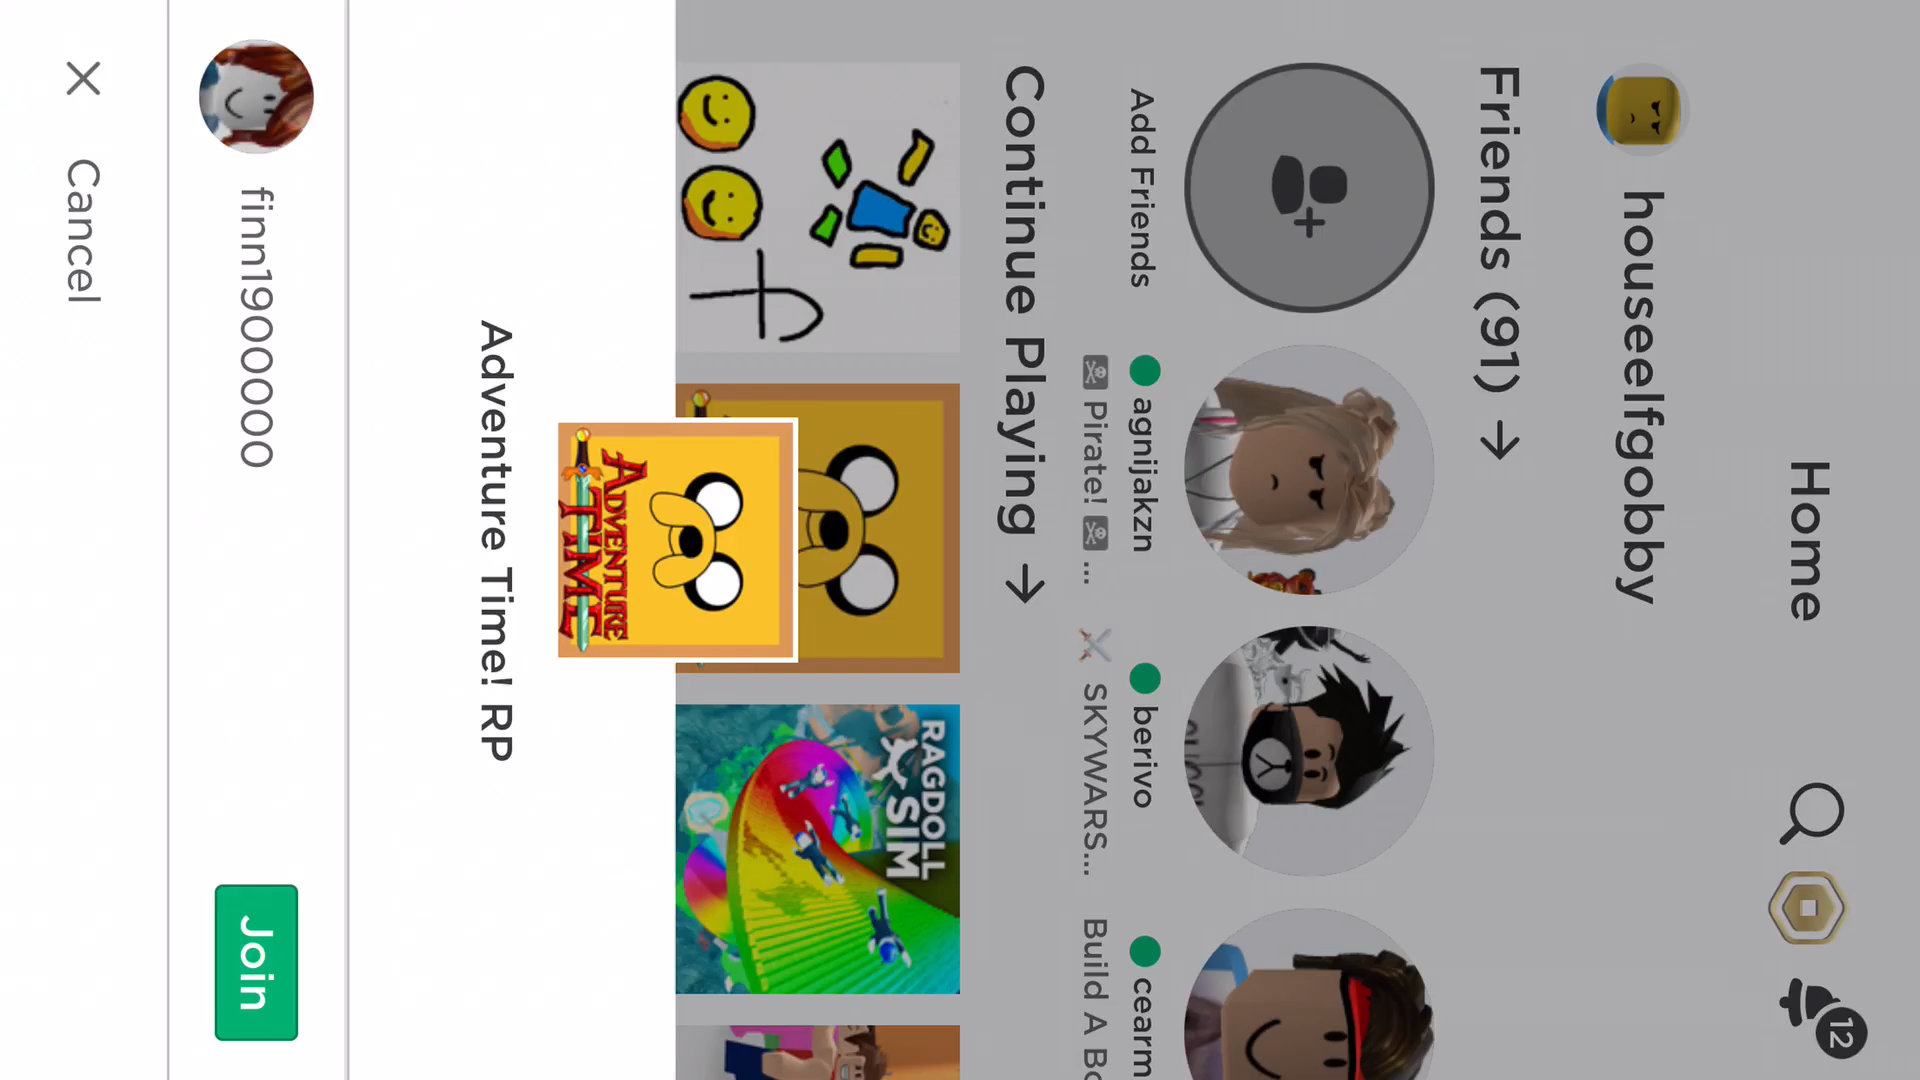 Home
12
houseelfgobby
Friends (91) →
Add Friends
agnijakzn
☠️ Pirate! ☠️ ...
berivo
⚔️ SKYWARS...
cearm
Build A Bo
Continue Playing →
RAGDOLL
SIM
ADVENTURE
TIME
Adventure Time! RP
finn1900000
Join
Cancel